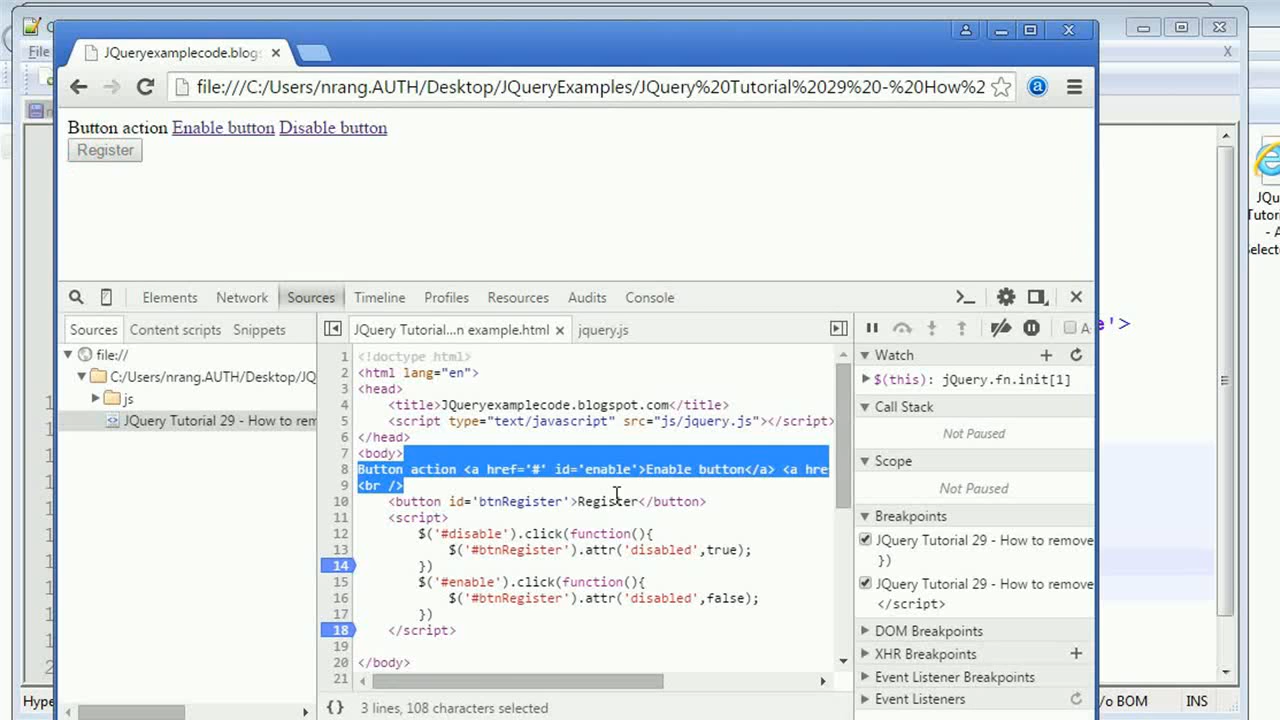 JQueryexamplecode.blogs
File
X
file:///C:/Users/nrang.AUTH/Desktop/JQueryExamples/JQuery%20Tutorial%2029%20-%20How%2
a
Button action Enable button Disable button
Register
JQu
Tutor
- A
Selecto
Elements Network Sources Timeline Profiles Resources Audits Console
Sources Content scripts Snippets
JQuery Tutorial...n example.html × jquery.js
A
e'>
file://
C:/Users/nrang.AUTH/Desktop/JQ
js
JQuery Tutorial 29 - How to rem
1 <!doctype html>
2 <html lang="en">
3 <head>
4 <title>JQueryexamplecode.blogspot.com</title>
5 <script type="text/javascript" src="js/jquery.js"></script>
6 </head>
7 <body>
8 Button action <a href='#' id='enable'>Enable button</a> <a hre
9 <br />
10 <button id='btnRegister'>Register</button>
11 <script>
12 $('#disable').click(function(){
13 $('#btnRegister').attr('disabled',true);
14 })
15 $('#enable').click(function(){
16 $('#btnRegister').attr('disabled',false);
17 })
18 </script>
19
20 </body>
21
{} 3 lines, 108 characters selected
Watch
$(this): jQuery.fn.init[1]
Call Stack
Not Paused
Scope
Not Paused
Breakpoints
JQuery Tutorial 29 - How to remove
})
JQuery Tutorial 29 - How to remove
</script>
DOM Breakpoints
XHR Breakpoints
Event Listener Breakpoints
Event Listeners
Hype
/o BOM INS